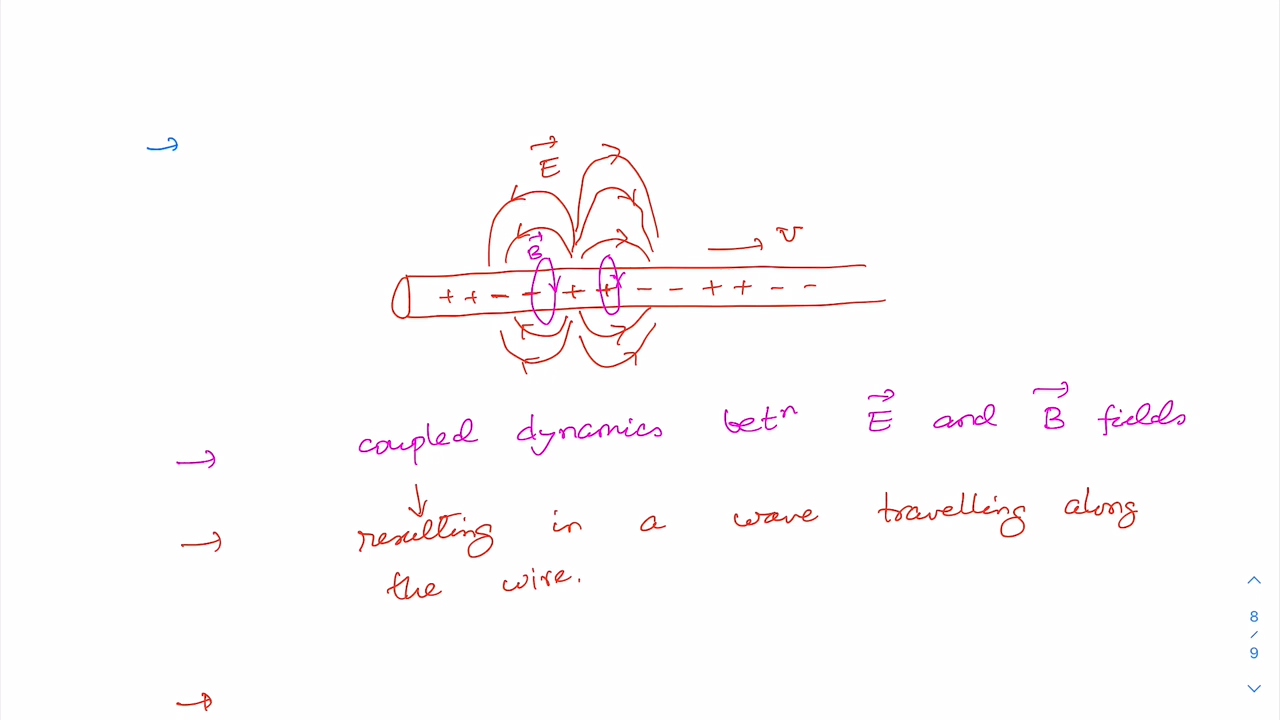 →
E⃗
B⃗
→ v
+ + − − + + − − + + − −
→ coupled dynamics betⁿ E⃗ and B⃗ fields
↓
→ resulting in a wave travelling along
the wire.
→
8
/
9